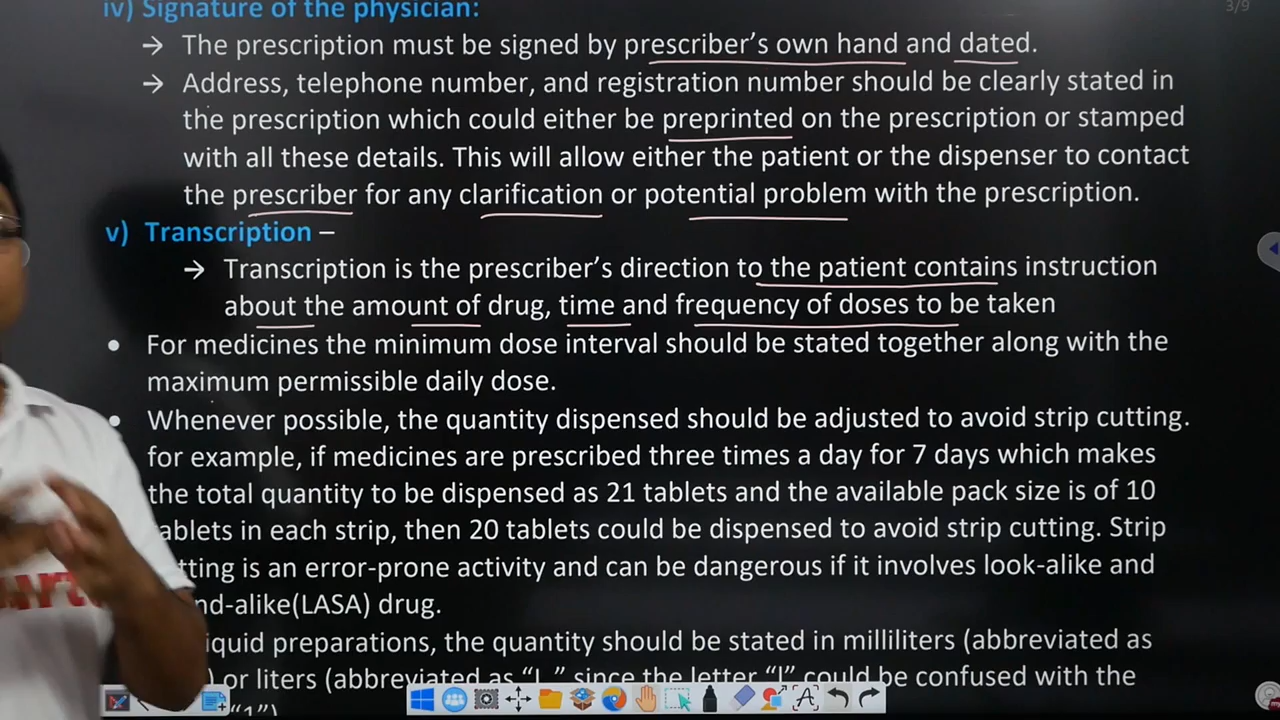 3/9
iv) Signature of the physician:
→ The prescription must be signed by prescriber's own hand and dated.
→ Address, telephone number, and registration number should be clearly stated in
the prescription which could either be preprinted on the prescription or stamped
with all these details. This will allow either the patient or the dispenser to contact
the prescriber for any clarification or potential problem with the prescription.
v) Transcription –
→ Transcription is the prescriber's direction to the patient contains instruction
about the amount of drug, time and frequency of doses to be taken
• For medicines the minimum dose interval should be stated together along with the
maximum permissible daily dose.
• Whenever possible, the quantity dispensed should be adjusted to avoid strip cutting.
for example, if medicines are prescribed three times a day for 7 days which makes
the total quantity to be dispensed as 21 tablets and the available pack size is of 10
ablets in each strip, then 20 tablets could be dispensed to avoid strip cutting. Strip
tting is an error-prone activity and can be dangerous if it involves look-alike and
nd-alike(LASA) drug.
iquid preparations, the quantity should be stated in milliliters (abbreviated as
) or liters (abbreviated as "L" since the letter "l" could be confused with the
"1")